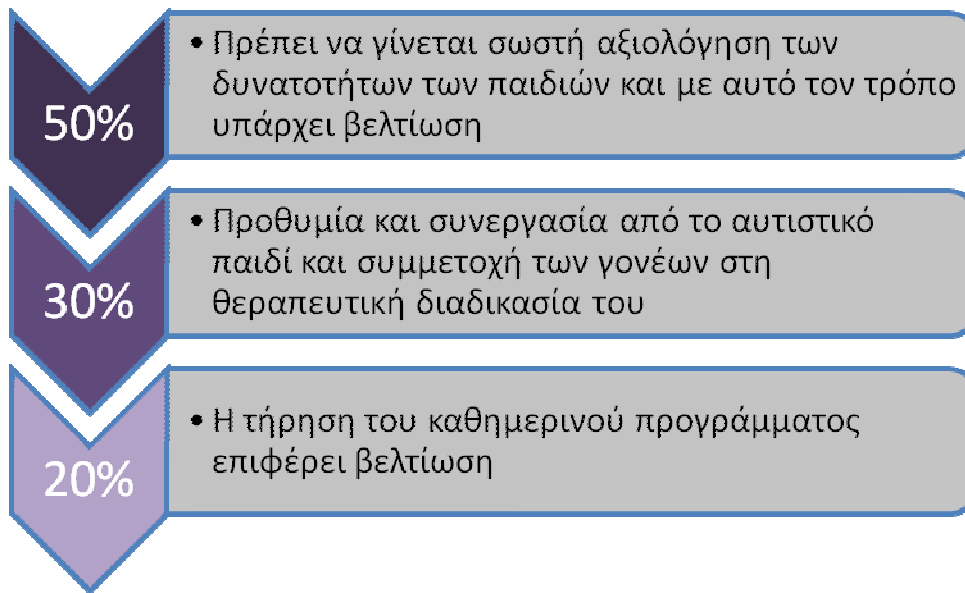 50%
• Πρέπει να γίνεται σωστή αξιολόγηση των
δυνατοτήτων των παιδιών και με αυτό τον τρόπο
υπάρχει βελτίωση
30%
• Προθυμία και συνεργασία από το αυτιστικό
παιδί και συμμετοχή των γονέων στη
θεραπευτική διαδικασία του
20%
• Η τήρηση του καθημερινού προγράμματος
επιφέρει βελτίωση